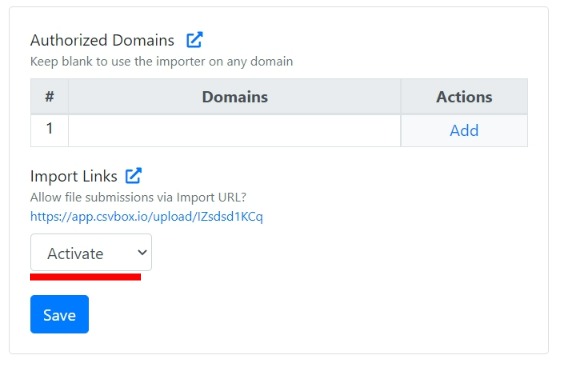 Authorized Domains
Keep blank to use the importer on any domain
# Domains Actions
1 Add
Import Links
Allow file submissions via Import URL?
https://app.csvbox.io/upload/IZsdsd1KCq
Activate
Save